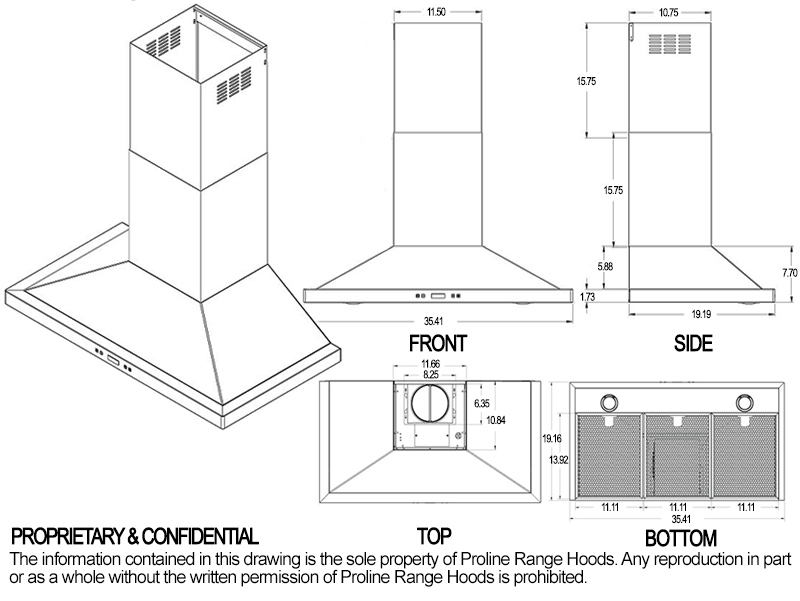 11.50
10.75
15.75
15.75
5.88
7.70
1.73
35.41
19.19
FRONT
SIDE
11.66
8.25
6.35
10.84
19.16
13.92
11.11 11.11 11.11
35.41
PROPRIETARY & CONFIDENTIAL
TOP
BOTTOM
The information contained in this drawing is the sole property of Proline Range Hoods. Any reproduction in part
or as a whole without the written permission of Proline Range Hoods is prohibited.